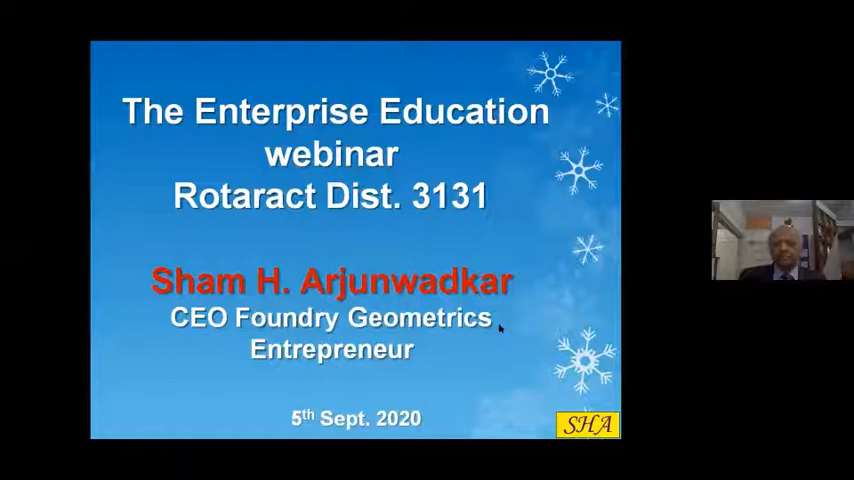 The Enterprise Education
webinar
Rotaract Dist. 3131
Sham H. Arjunwadkar
CEO Foundry Geometrics
Entrepreneur
5th Sept. 2020
SHA